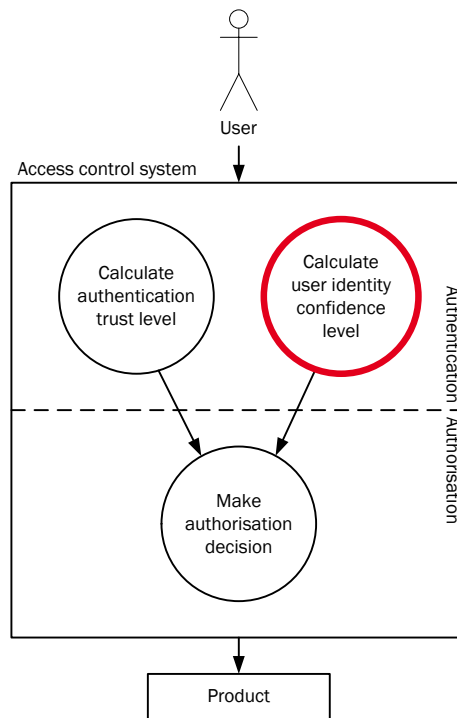 User
Access control system
Calculate
authentication
trust level
Calculate
user identity
confidence
level
Authentication
Authorisation
Make
authorisation
decision
Product